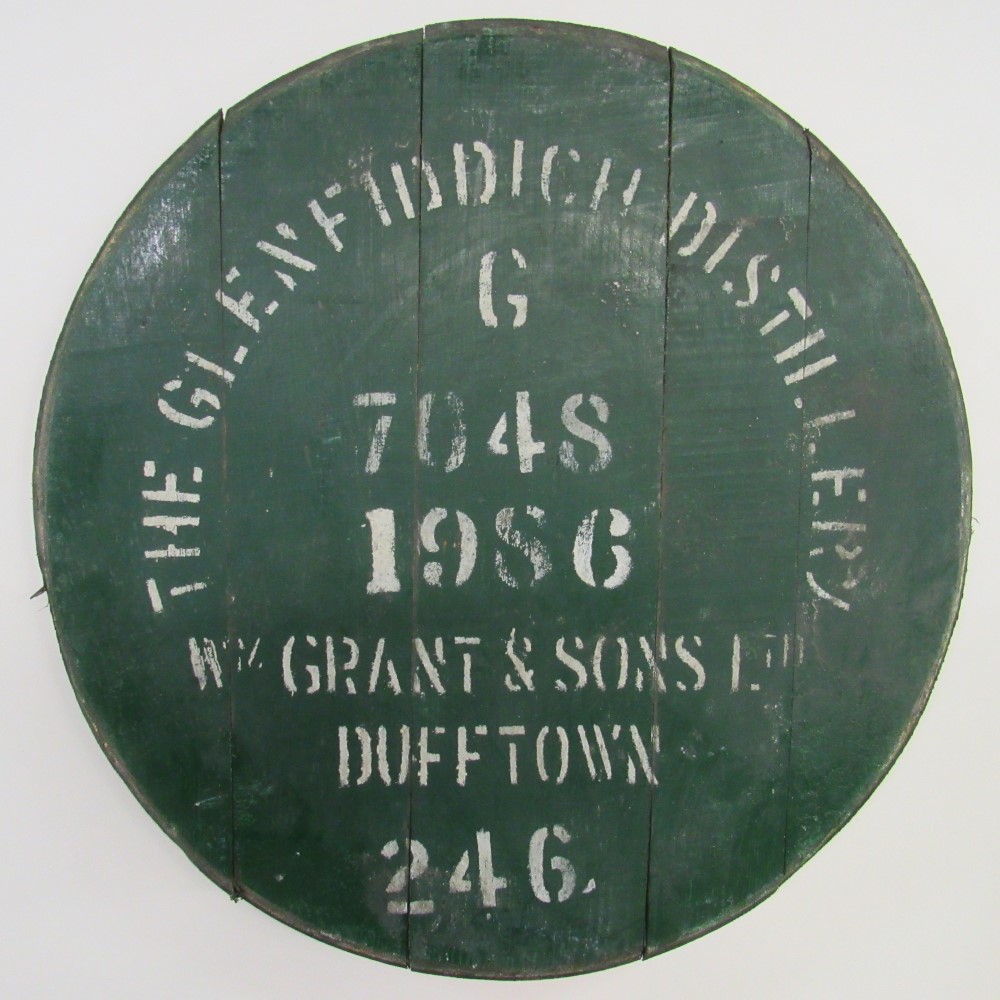 THE GLENFIDDICH DISTILLERY
G
7048
1986
Wm GRANT & SONS LTD
DUFFTOWN
246